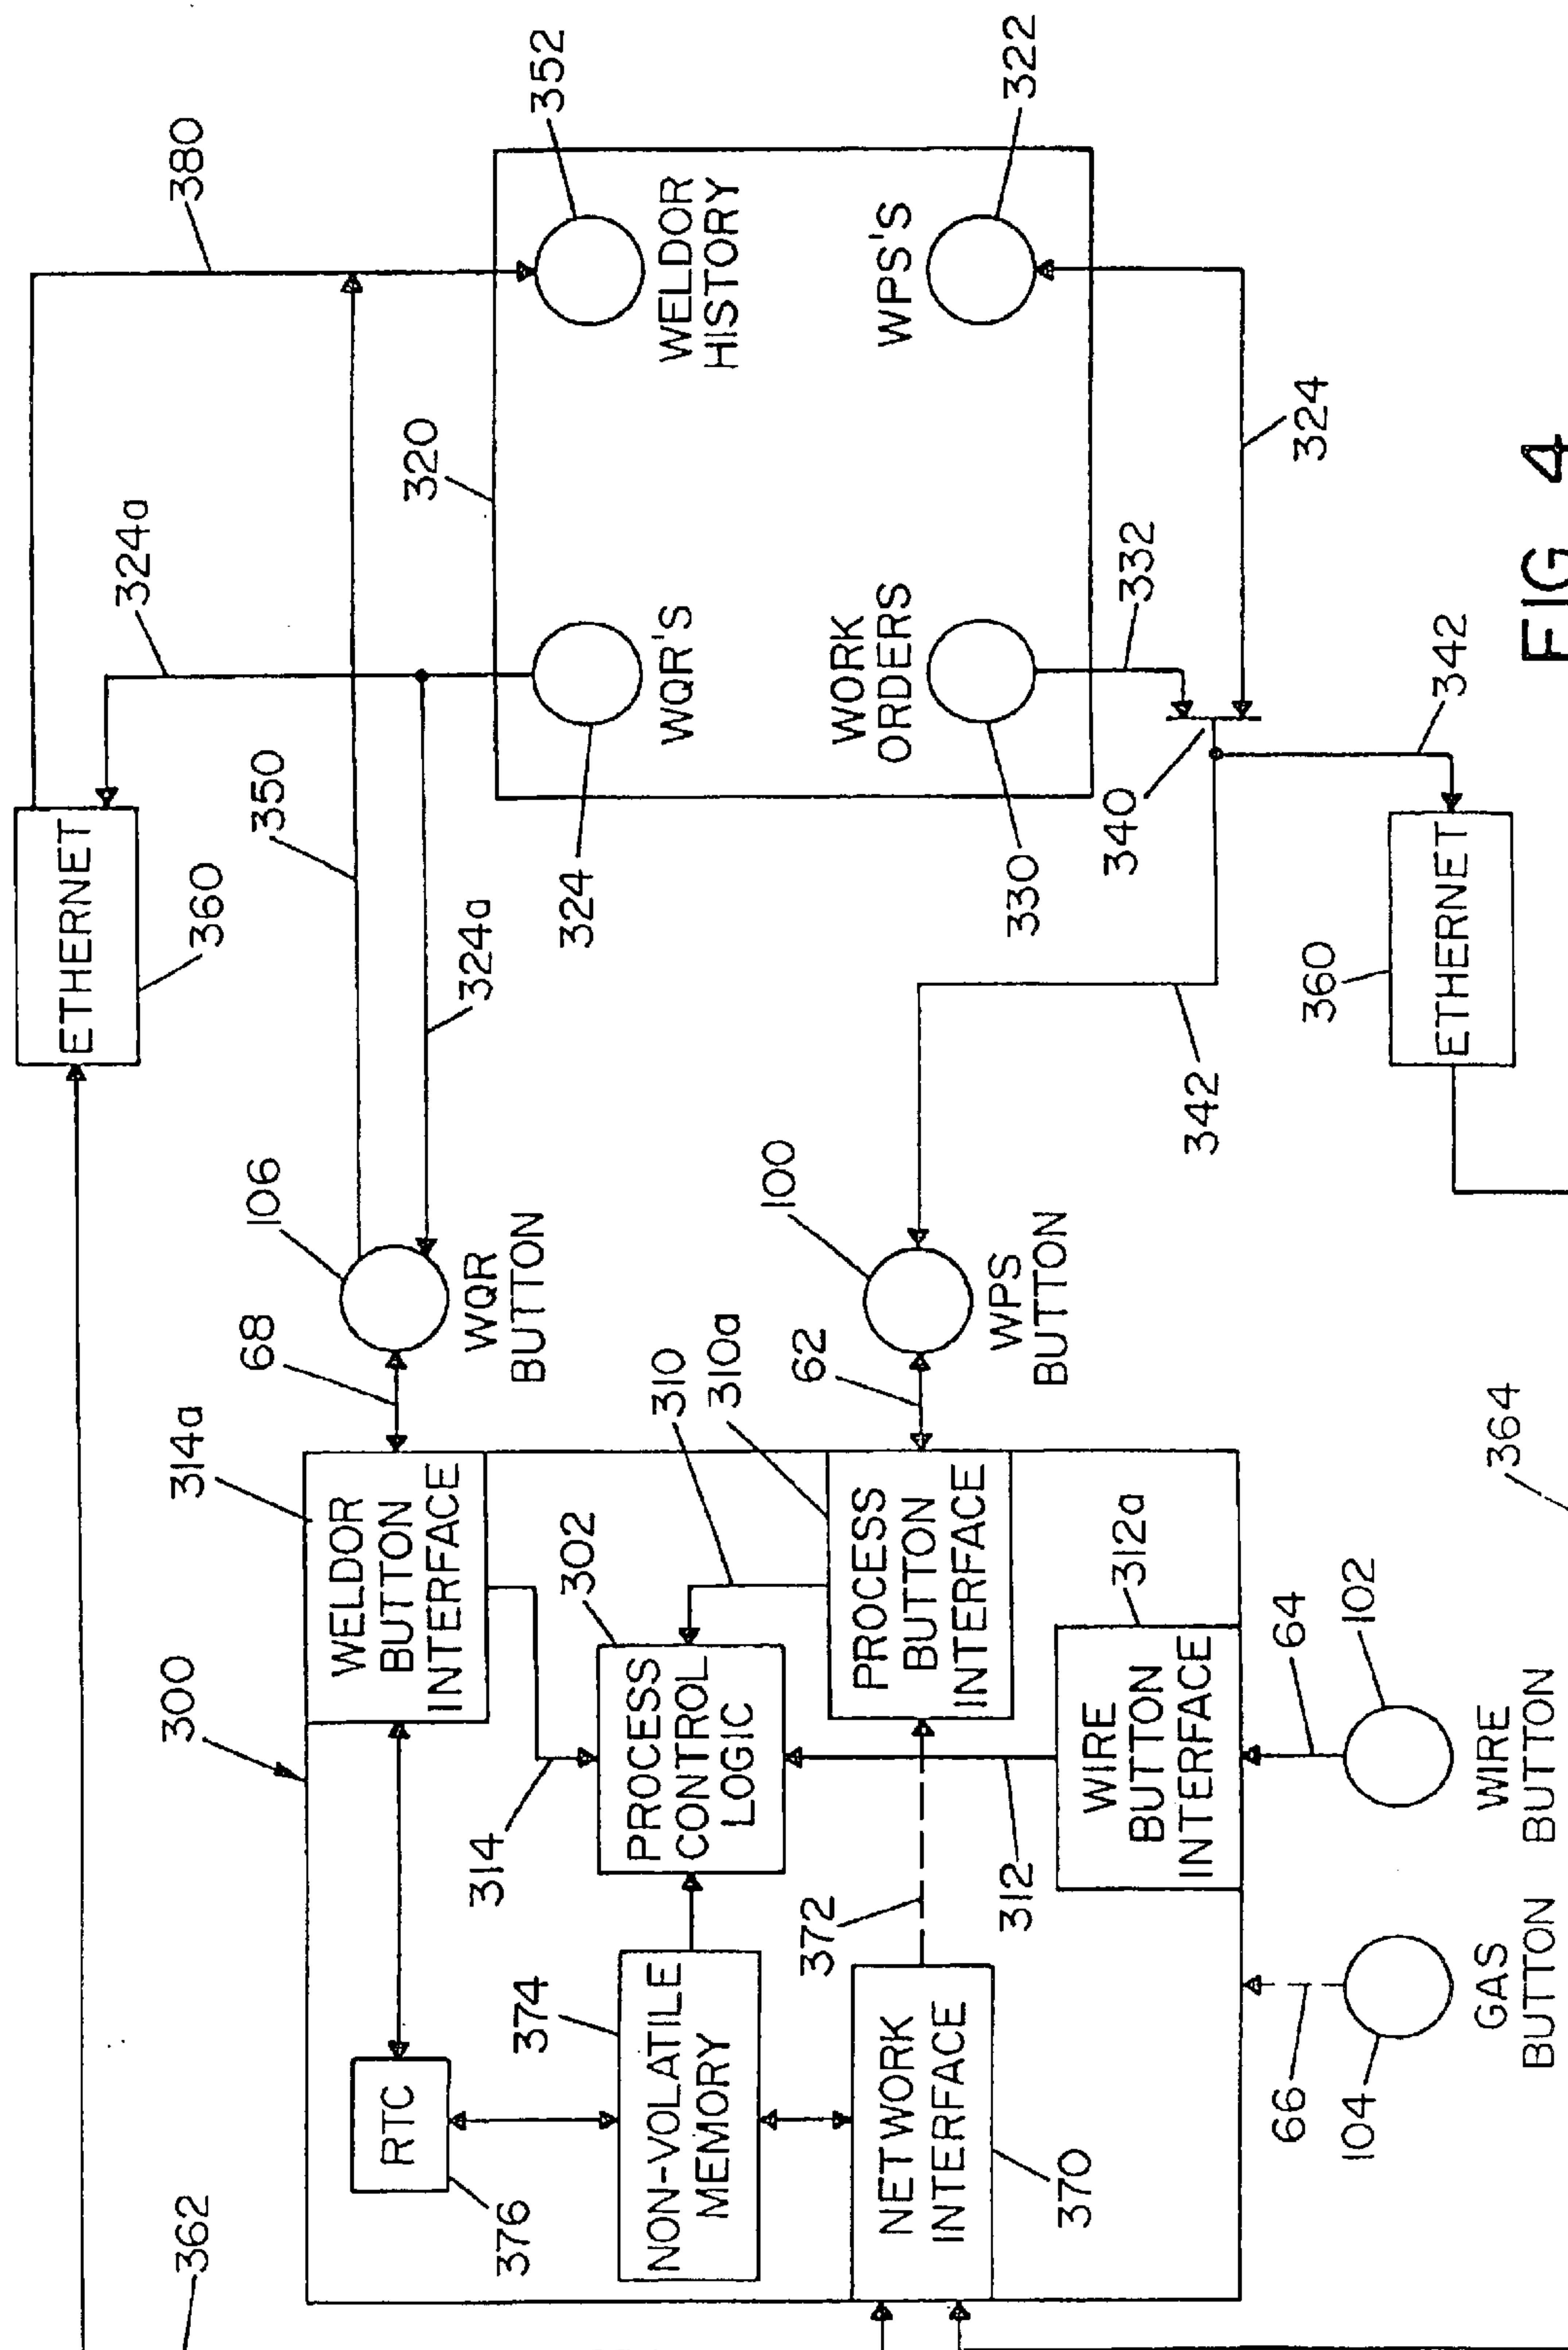 362
300
376
RTC
374
NON-VOLATILE
MEMORY
NETWORK
INTERFACE
370
372
314
302
PROCESS
CONTROL
LOGIC
312
314a
WELDOR
BUTTON
INTERFACE
310
310a
PROCESS
BUTTON
INTERFACE
312a
WIRE
BUTTON
INTERFACE
66
104
GAS
BUTTON
64
102
WIRE
BUTTON
364
68
106
WQR
BUTTON
62
100
WPS
BUTTON
ETHERNET
360
350
324a
324a
380
320
324
WQR'S
352
WELDOR
HISTORY
330
WORK
ORDERS
WPS'S
322
332
340
324
342
342
360
ETHERNET
FIG 4